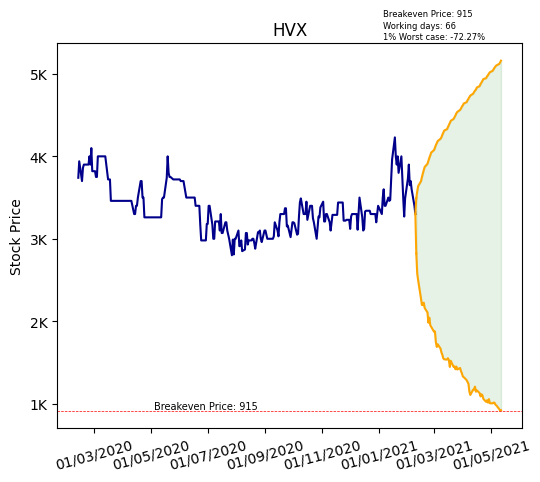 Breakeven Price: 915
Working days: 66
1% Worst case: -72.27%
HVX
Stock Price
5K
4K
3K
2K
1K
Breakeven Price: 915
01/03/2020
01/05/2020
01/07/2020
01/09/2020
01/11/2020
01/01/2021
01/03/2021
01/05/2021